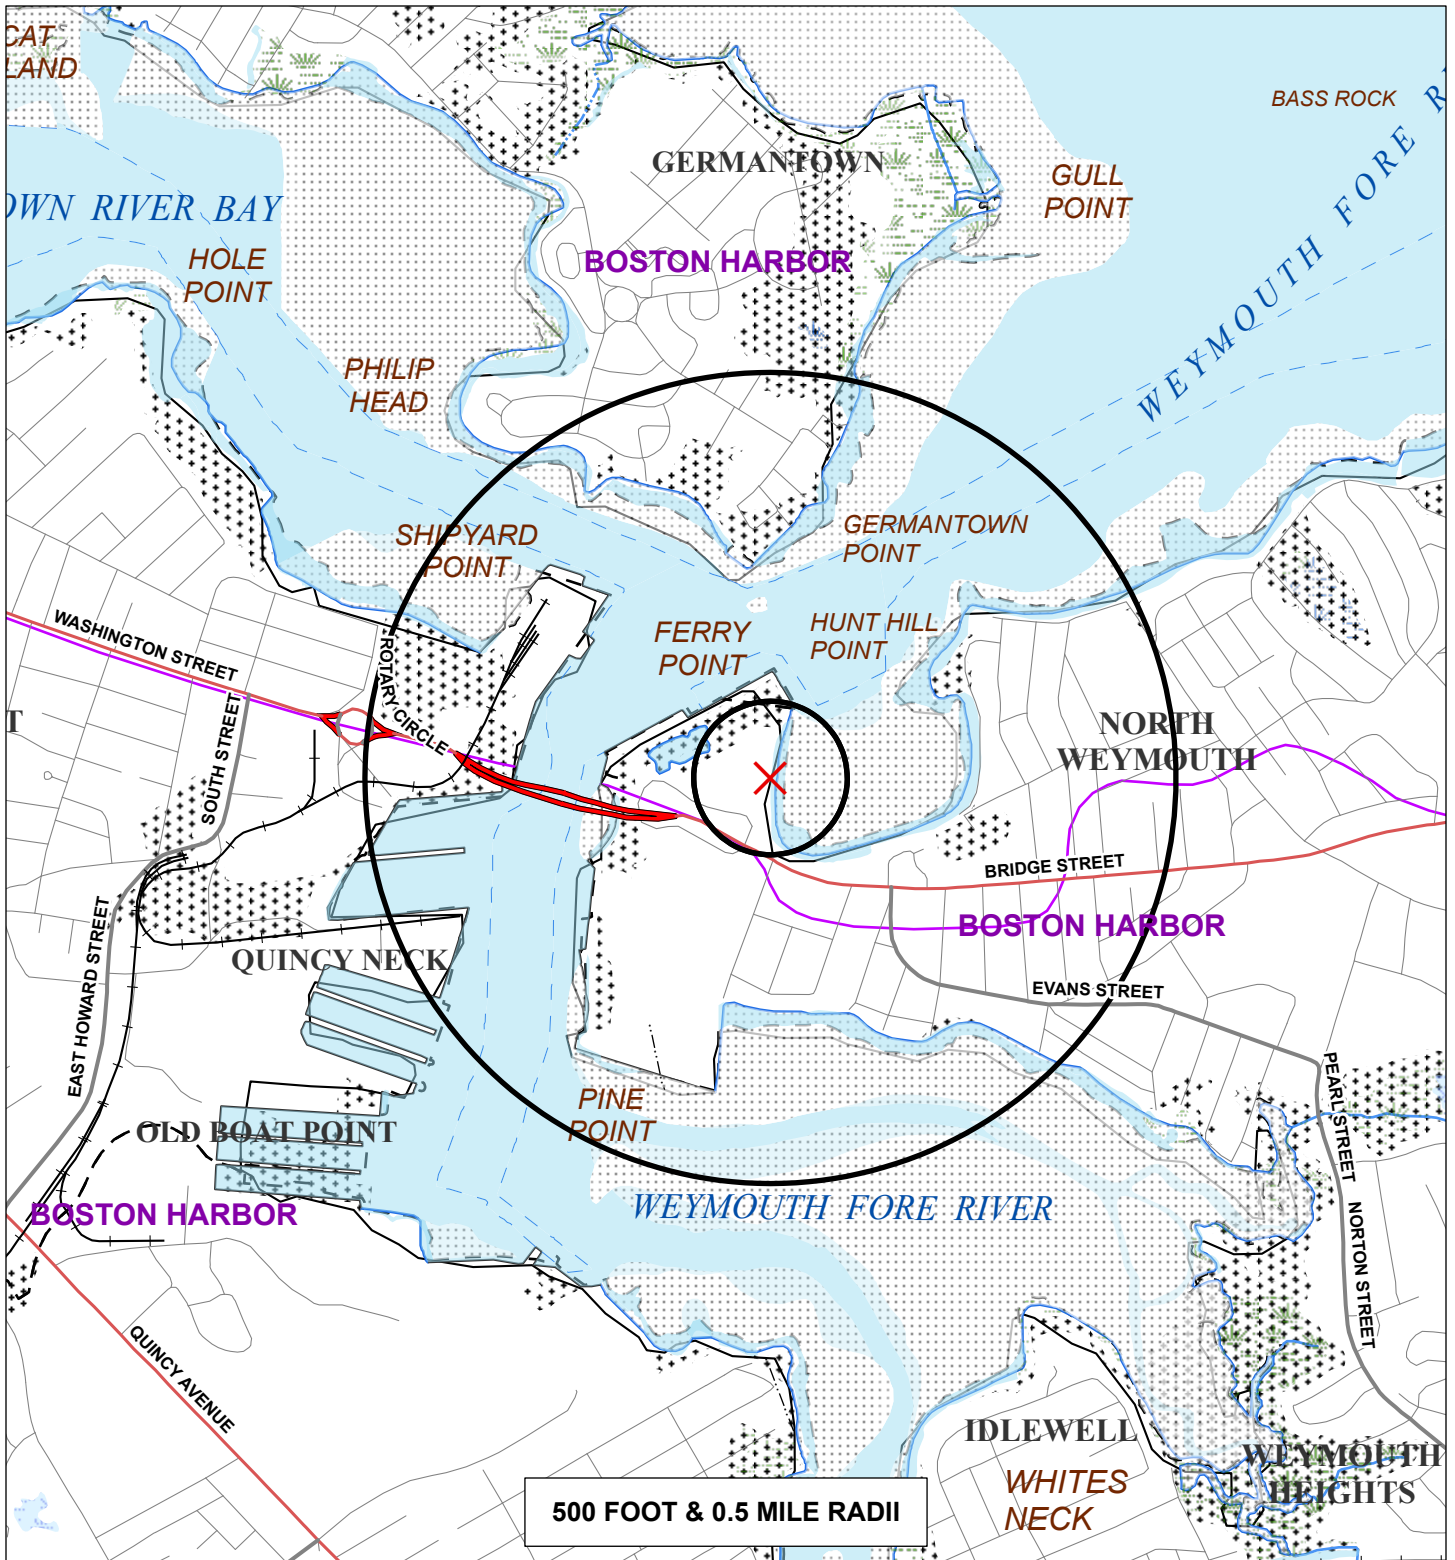 CAT
LAND
BASS ROCK
GERMANTOWN
GULL
POINT
OWN RIVER BAY
HOLE
POINT
BOSTON HARBOR
WEYMOUTH FORE R
PHILIP
HEAD
SHIPYARD
POINT
GERMANTOWN
POINT
WASHINGTON STREET
ROTARY CIRCLE
FERRY
POINT
HUNT HILL
POINT
SOUTH STREET
T
NORTH
WEYMOUTH
BRIDGE STREET
BOSTON HARBOR
QUINCY NECK
EVANS STREET
EAST HOWARD STREET
PINE
POINT
PEARL STREET
OLD BOAT POINT
BOSTON HARBOR
WEYMOUTH FORE RIVER
NORTON STREET
QUINCY AVENUE
IDLEWELL
WHITES
NECK
WEYMOUTH
HEIGHTS
500 FOOT & 0.5 MILE RADII